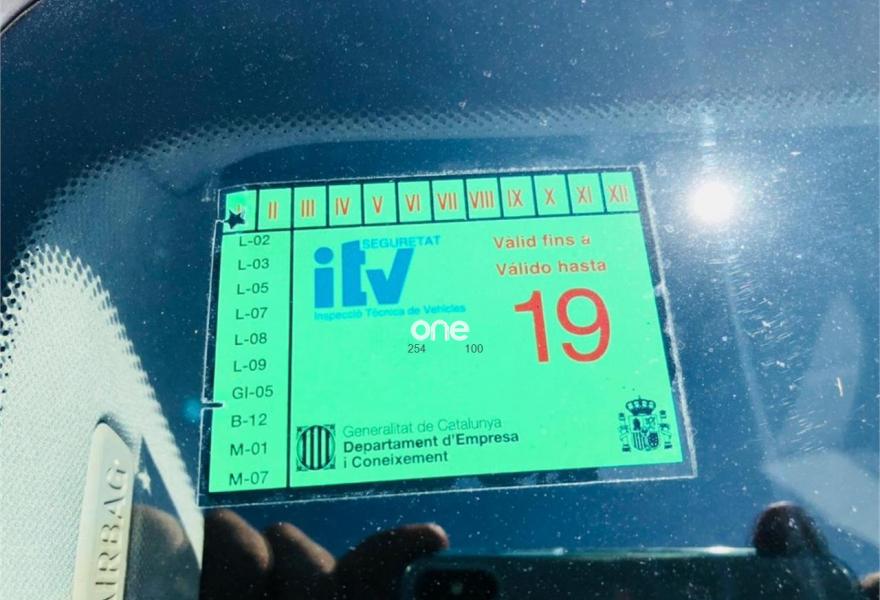 II III IV V VI VII VIII IX X XI XII
L-02
L-03
L-05
L-07
L-08
L-09
GI-05
B-12
M-01
M-07
SEGURETAT
itv
Inspecció Tècnica de Vehicles
Vàlid fins a
Válido hasta
19
one
254 100
Generalitat de Catalunya
Departament d'Empresa
i Coneixement
AIRBAG